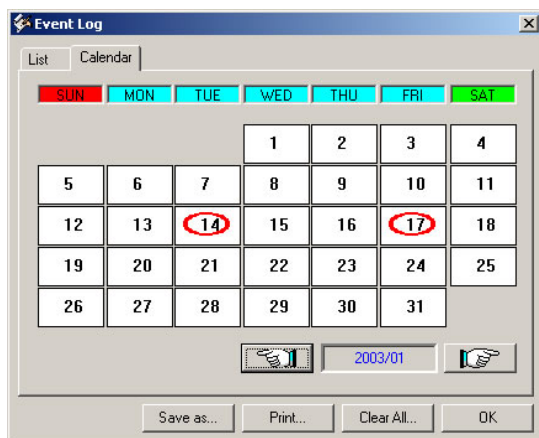 Event Log
List Calendar
SUN MON TUE WED THU FRI SAT
1 2 3 4
5 6 7 8 9 10 11
12 13 14 15 16 17 18
19 20 21 22 23 24 25
26 27 28 29 30 31
2003/01
Save as... Print... Clear All... OK